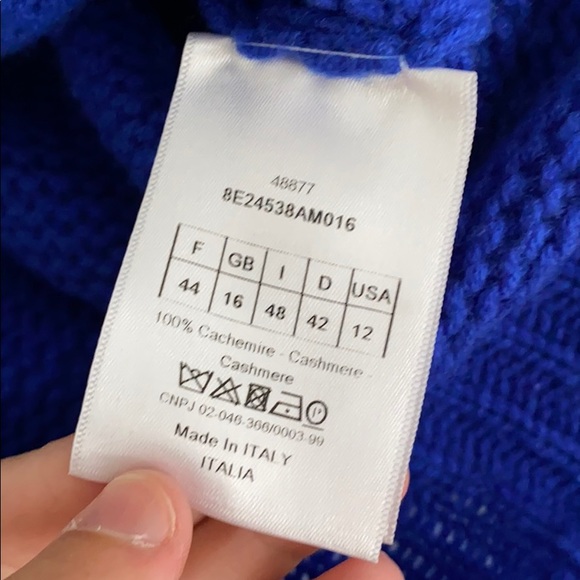 48877
8E24538AM016
F GB I D USA
44 16 48 42 12
100% Cachemire - Cashmere -
Cashmere
P
CNPJ 02-046-366/0003-99
Made In ITALY
ITALIA